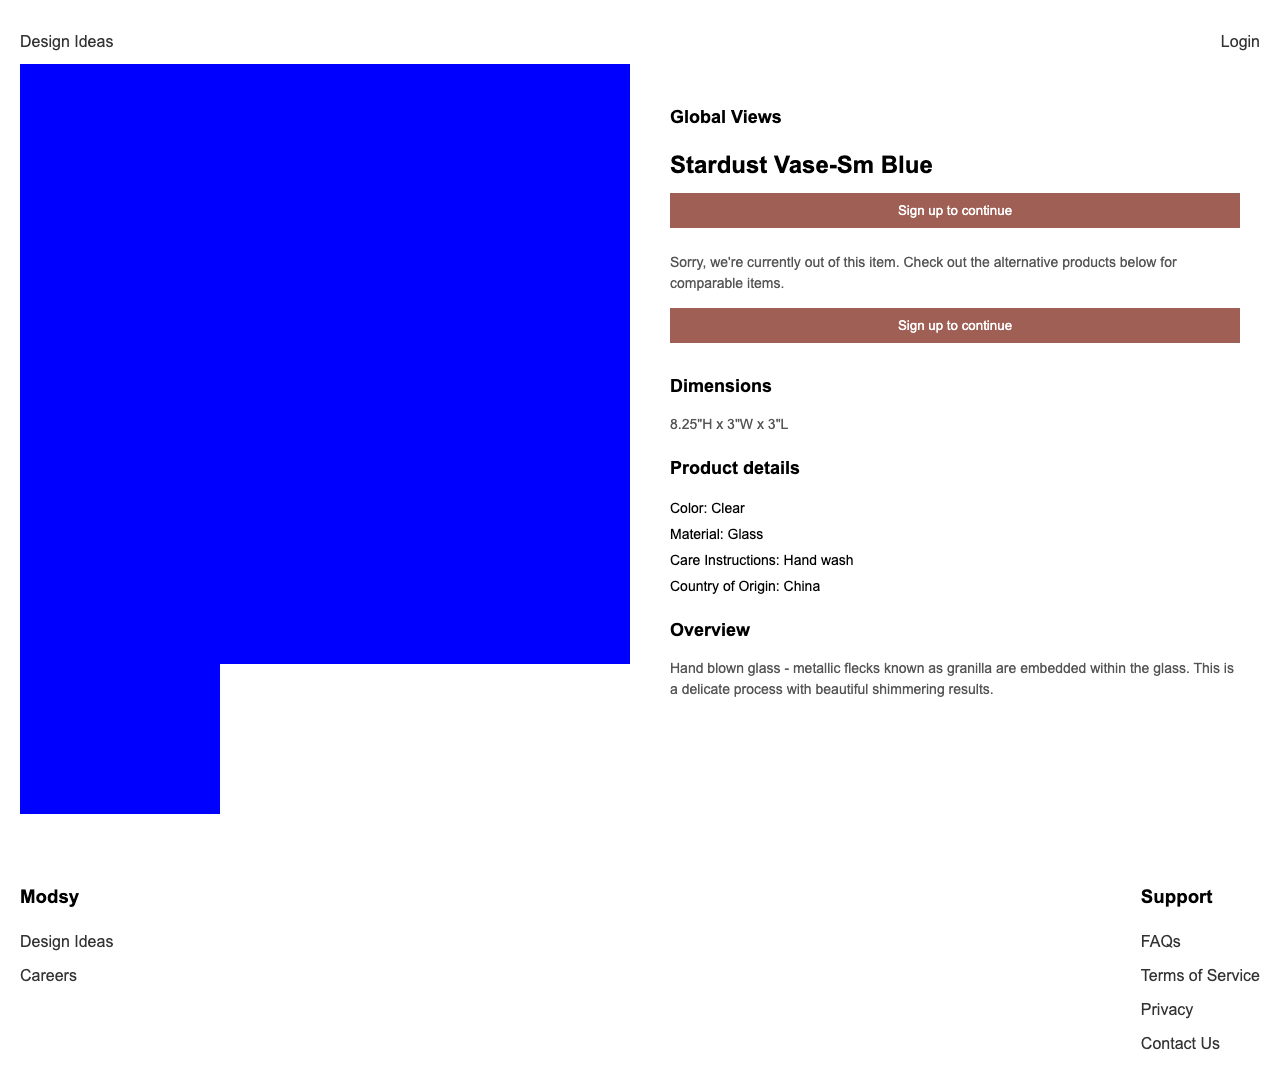 Design Ideas
Login
Global Views
Stardust Vase-Sm Blue
Sign up to continue
Sorry, we're currently out of this item. Check out the alternative products below for
comparable items.
Sign up to continue
Dimensions
8.25"H x 3"W x 3"L
Product details
Color: Clear
Material: Glass
Care Instructions: Hand wash
Country of Origin: China
Overview
Hand blown glass - metallic flecks known as granilla are embedded within the glass. This is
a delicate process with beautiful shimmering results.
Modsy
Design Ideas
Careers
Support
FAQs
Terms of Service
Privacy
Contact Us